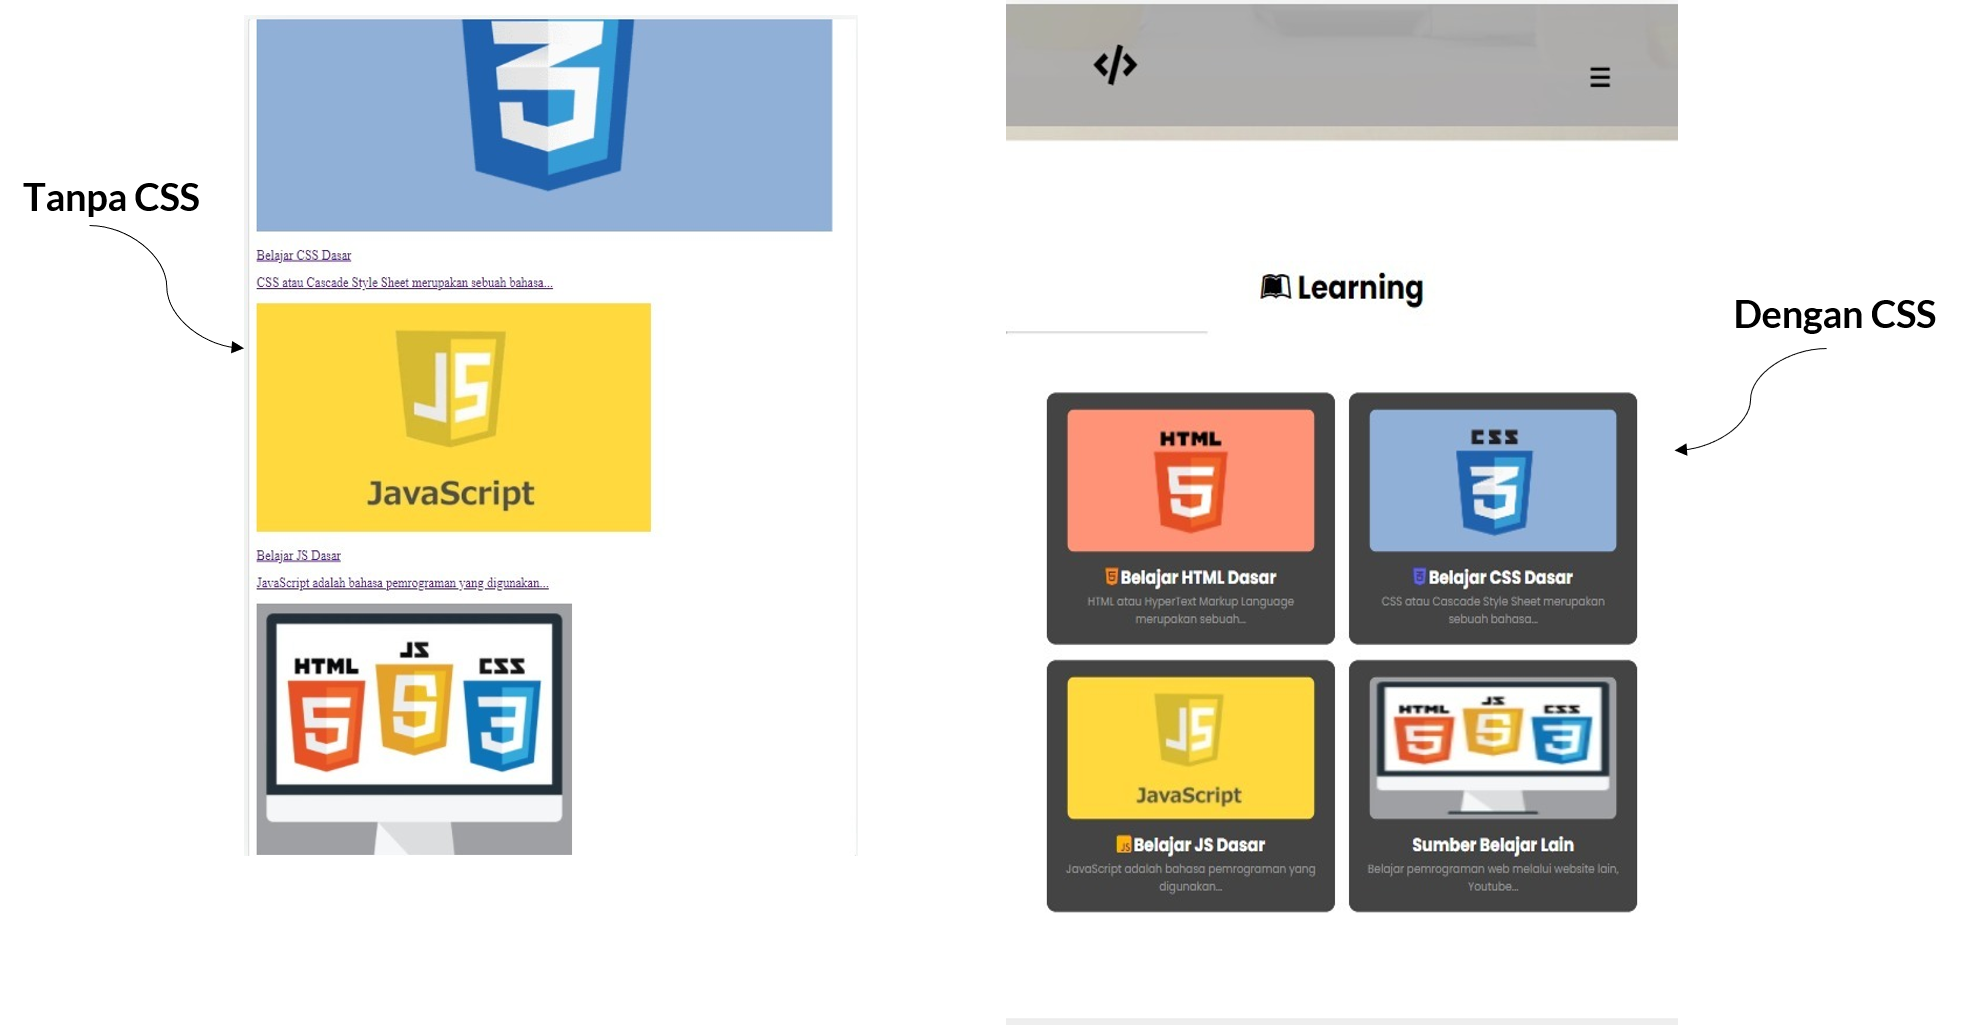 Tanpa CSS
Belajar CSS Dasar
CSS atau Cascade Style Sheet merupakan sebuah bahasa...
JS
JavaScript
Belajar JS Dasar
JavaScript adalah bahasa pemrograman yang digunakan...
HTML
JS
CSS
</>
Learning
Dengan CSS
HTML
5
Belajar HTML Dasar
HTML atau HyperText Markup Language
merupakan sebuah...
CSS
3
Belajar CSS Dasar
CSS atau Cascade Style Sheet merupakan
sebuah bahasa...
JS
JavaScript
JS
Belajar JS Dasar
JavaScript adalah bahasa pemrograman yang
digunakan...
HTML
JS
CSS
Sumber Belajar Lain
Belajar pemrograman web melalui website lain,
Youtube...